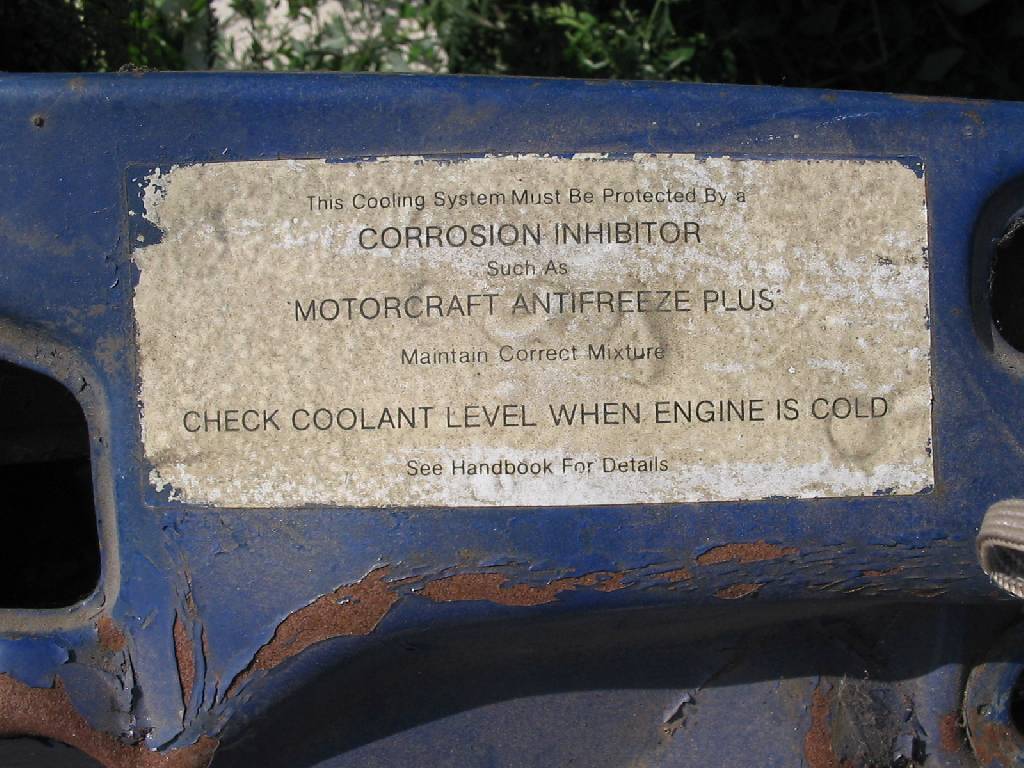 This Cooling System Must Be Protected By a
CORROSION INHIBITOR
Such As
'MOTORCRAFT ANTIFREEZE PLUS'
Maintain Correct Mixture
CHECK COOLANT LEVEL WHEN ENGINE IS COLD
See Handbook For Details